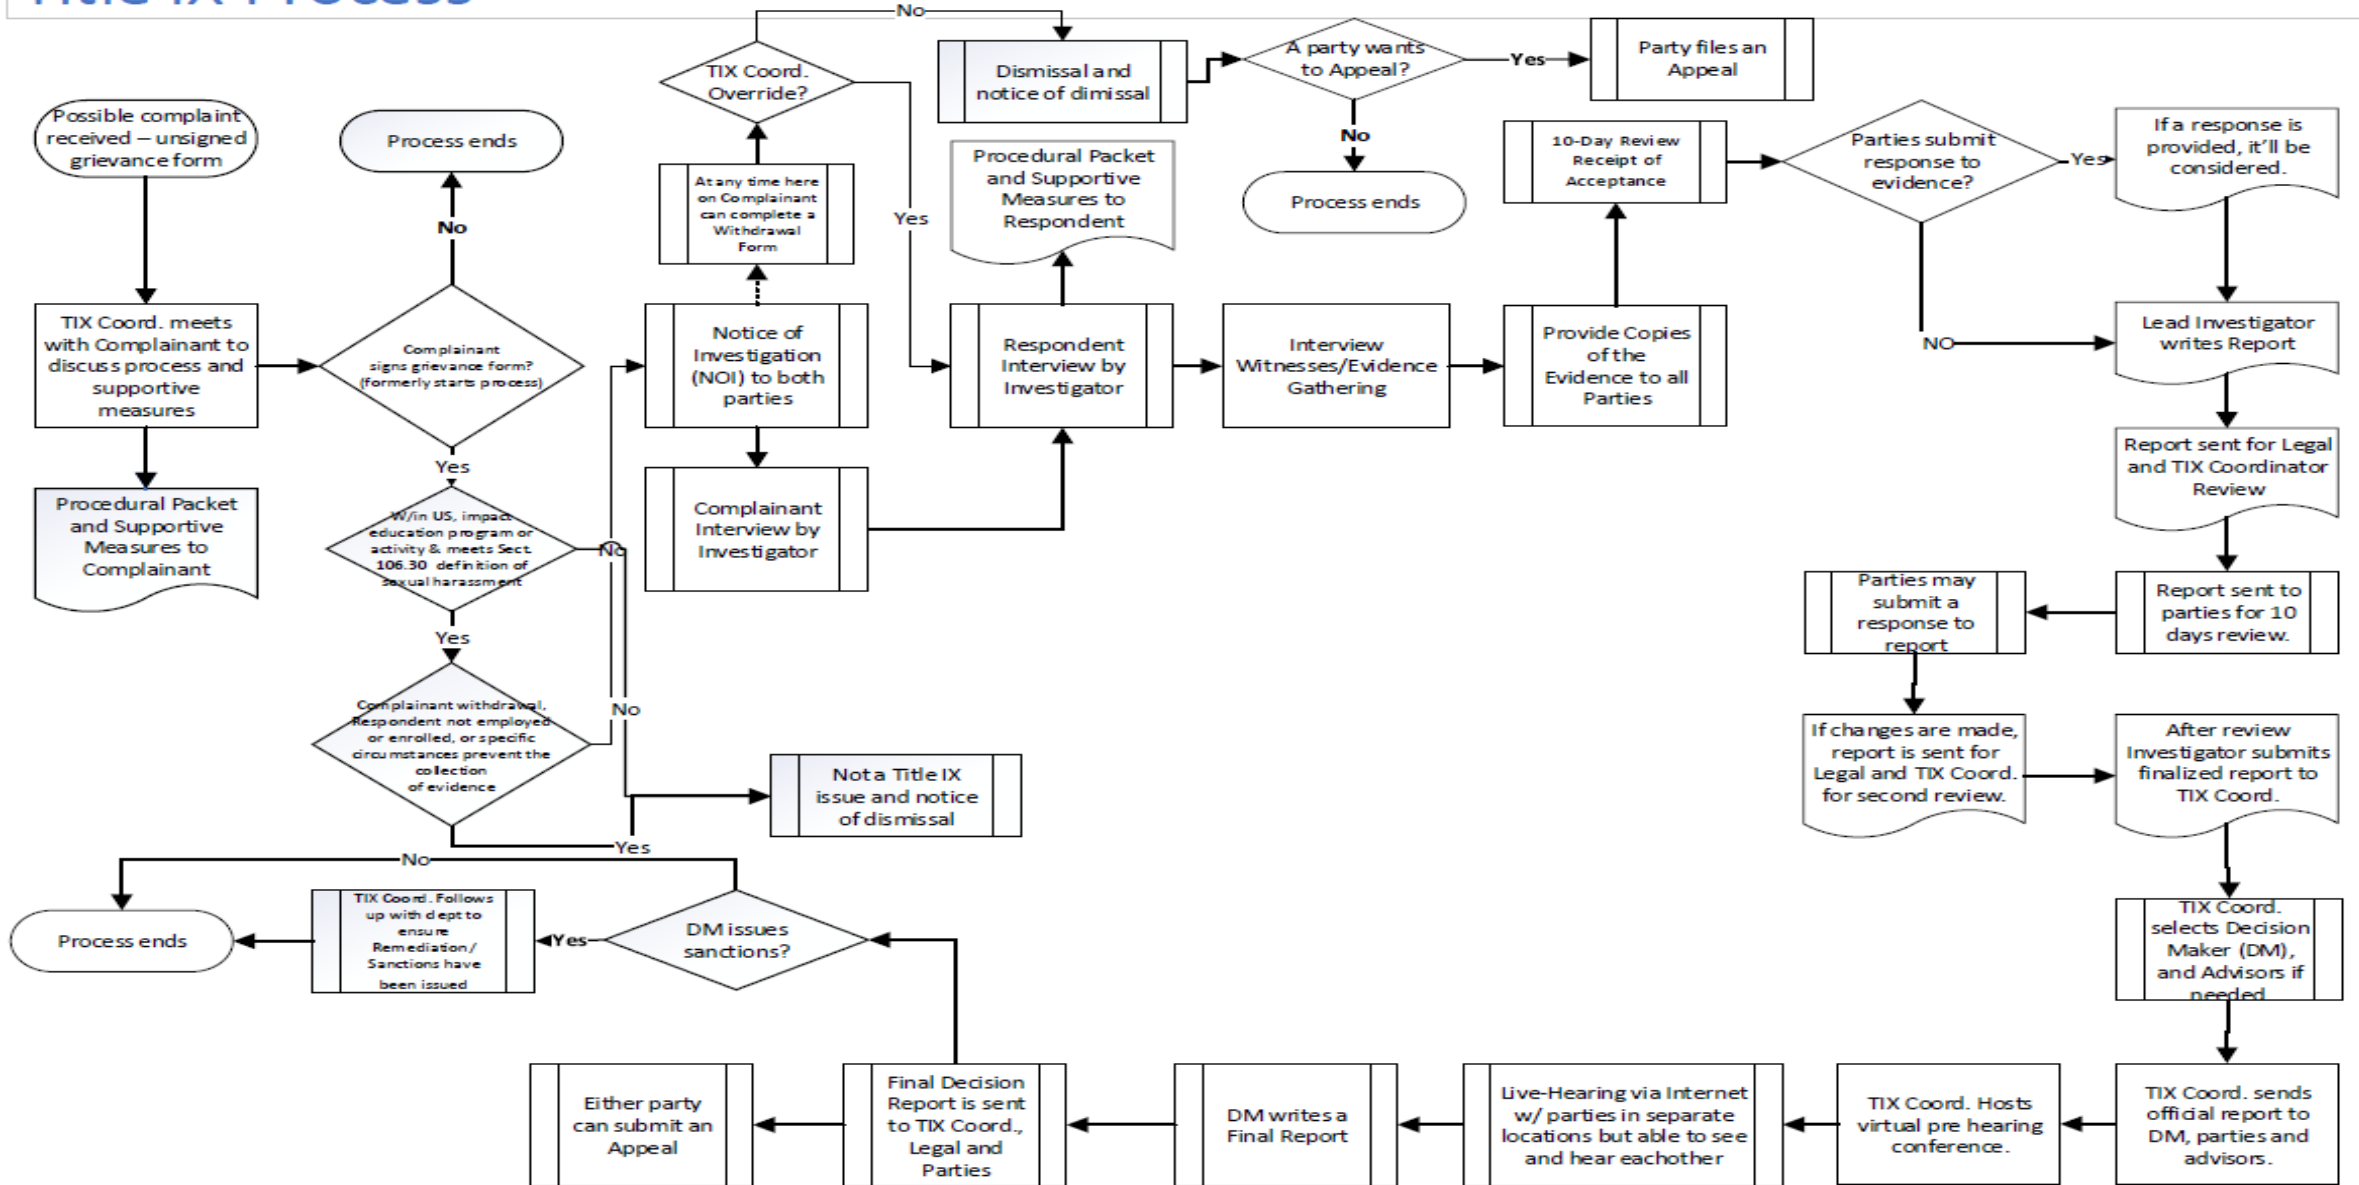 Title IX Process
Possible complaint
received – unsigned
grievance form
TIX Coord. meets
with Complainant to
discuss process and
supportive
measures
Procedural Packet
and Supportive
Measures to
Complainant
Process ends
No
Complainant
signs grievance form?
(formerly starts process)
Yes
W/in US, impact
education program or
activity & meets Sect.
106.30 definition of
sexual harassment
No
Yes
Complainant withdrawal,
Respondent not employed
or enrolled, or specific
circumstances prevent the
collection
of evidence
No
Yes
Not a Title IX
issue and notice
of dismissal
Notice of
Investigation
(NOI) to both
parties
At any time here
on Complainant
can complete a
Withdrawal
Form
TIX Coord.
Override?
No
Yes
Dismissal and
notice of dimissal
A party wants
to Appeal?
Yes
Party files an
Appeal
No
Process ends
Complainant
Interview by
Investigator
Respondent
Interview by
Investigator
Procedural Packet
and Supportive
Measures to
Respondent
Interview
Witnesses/Evidence
Gathering
Provide Copies
of the
Evidence to all
Parties
10-Day Review
Receipt of
Acceptance
Parties submit
response to
evidence?
Yes
If a response is
provided, it’ll be
considered.
NO
Lead Investigator
writes Report
Report sent for Legal
and TIX Coordinator
Review
Report sent to
parties for 10
days review.
Parties may
submit a
response to
report
If changes are made,
report is sent for
Legal and TIX Coord.
for second review.
After review
Investigator submits
finalized report to
TIX Coord.
TIX Coord.
selects Decision
Maker (DM),
and Advisors if
needed
TIX Coord. sends
official report to
DM, parties and
advisors.
TIX Coord. Hosts
virtual pre hearing
conference.
Live-Hearing via Internet
w/ parties in separate
locations but able to see
and hear eachother
DM writes a
Final Report
Final Decision
Report is sent
to TIX Coord.,
Legal and
Parties
Either party
can submit an
Appeal
DM issues
sanctions?
No
Yes
TIX Coord. Follows
up with dept to
ensure
Remediation/
Sanctions have
been issued
Process ends